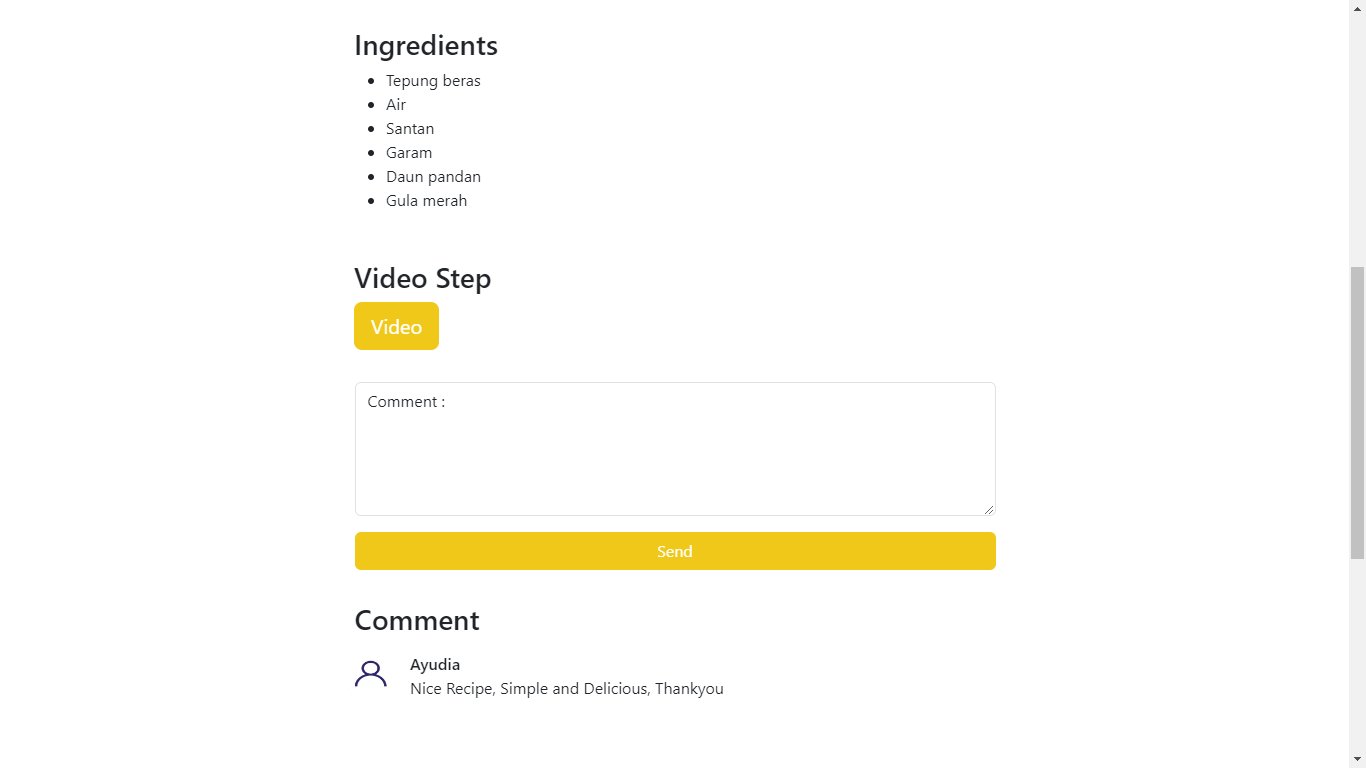 Ingredients
Tepung beras
Air
Santan
Garam
Daun pandan
Gula merah
Video Step
Video
Comment :
Send
Comment
Ayudia
Nice Recipe, Simple and Delicious, Thankyou